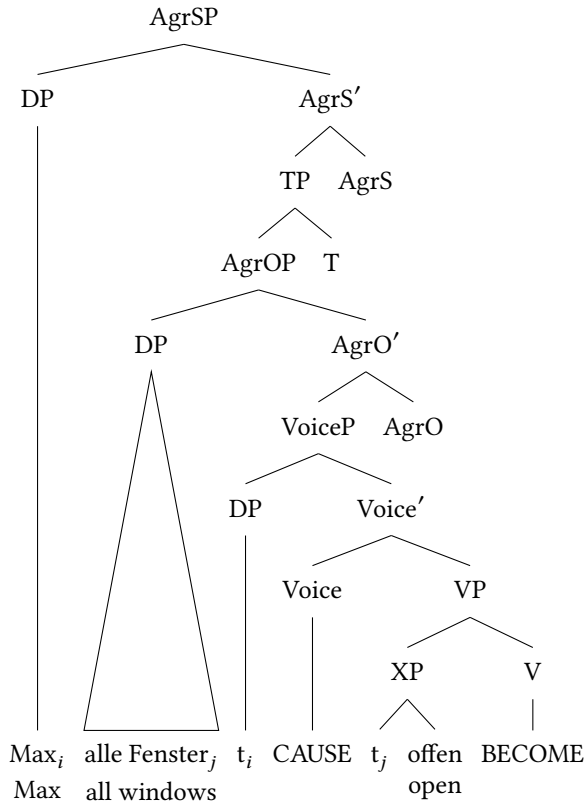 AgrSP
DP AgrS′
TP AgrS
AgrOP T
DP AgrO′
VoiceP AgrO
DP Voice′
Voice VP
XP V
Maxᵢ alle Fensterⱼ tᵢ CAUSE tⱼ offen BECOME
Max all windows open